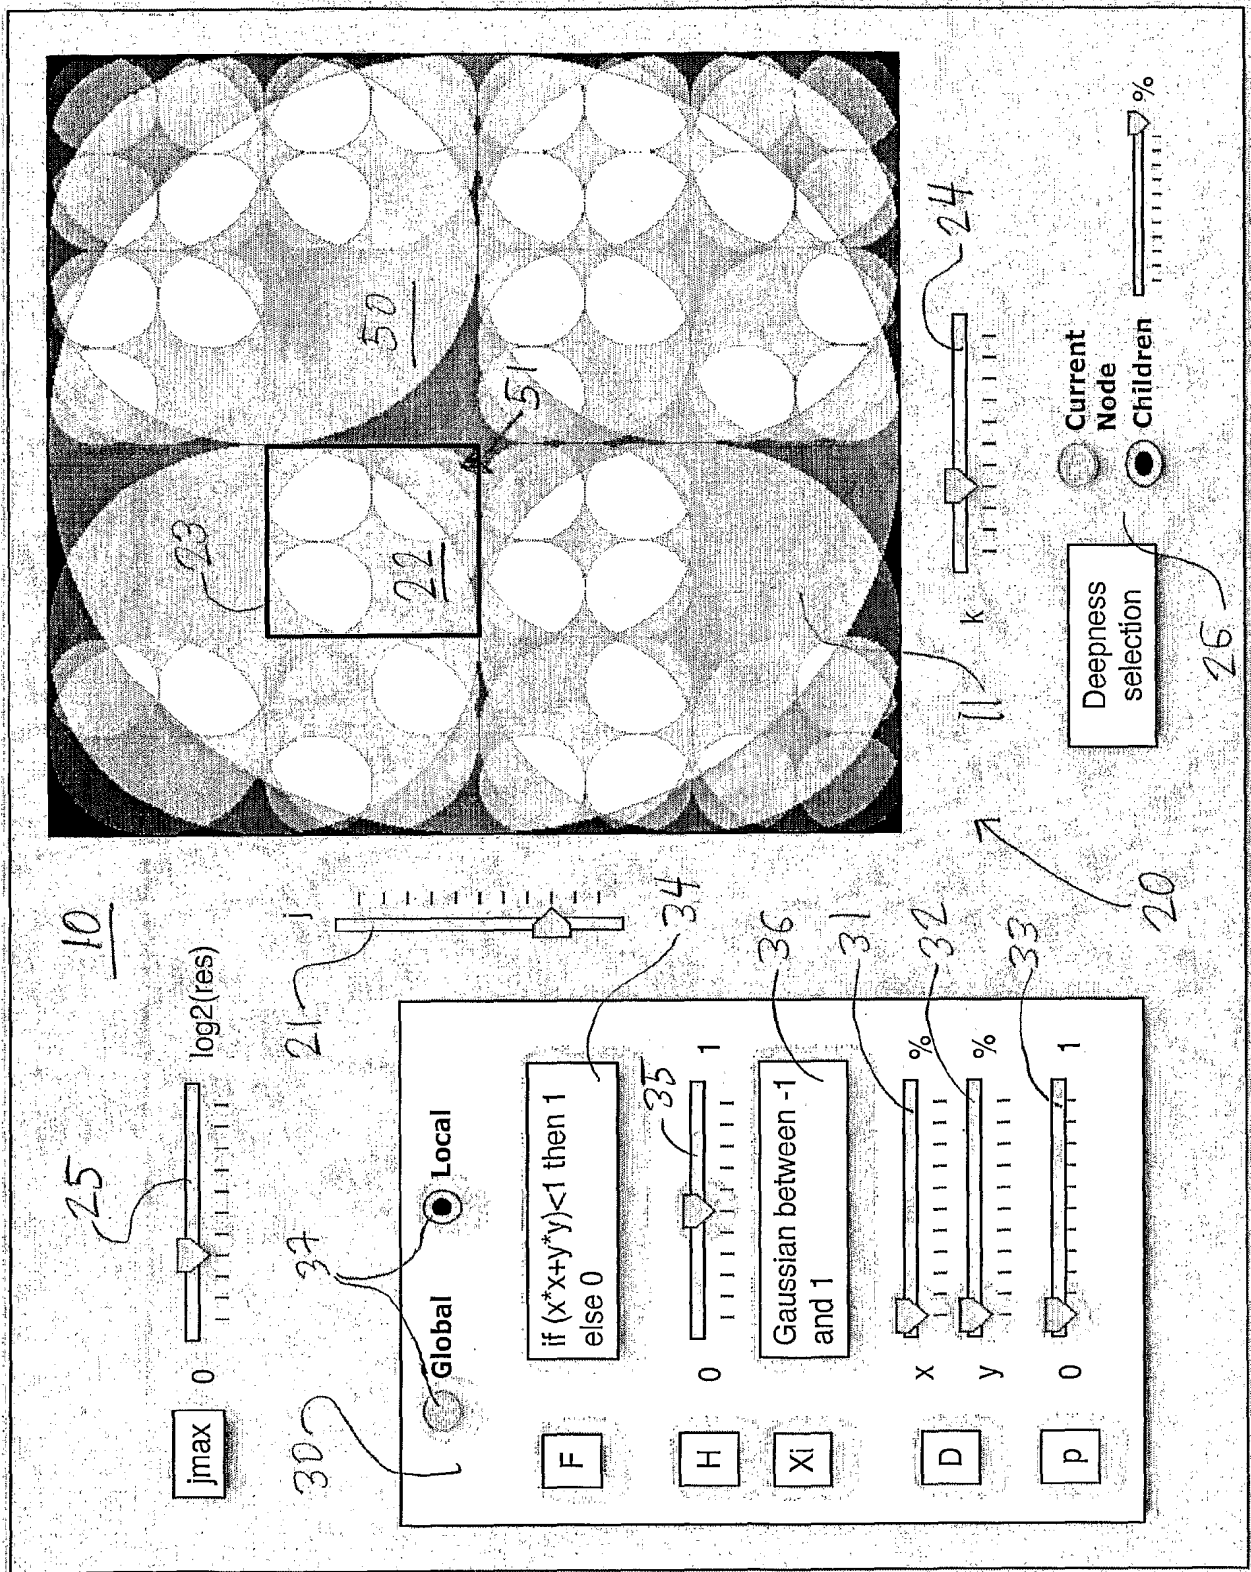 10
25
jmax
0
log2(res)
21
j
30
37
Global
Local
F
if (x*x+y*y)<1 then 1
else 0
34
H
0
1
35
Xi
Gaussian between -1
and 1
36
D
x
%
31
y
%
32
p
0
1
33
20
23
22
50
51
11
k
24
Deepness
selection
26
Current
Node
Children
%